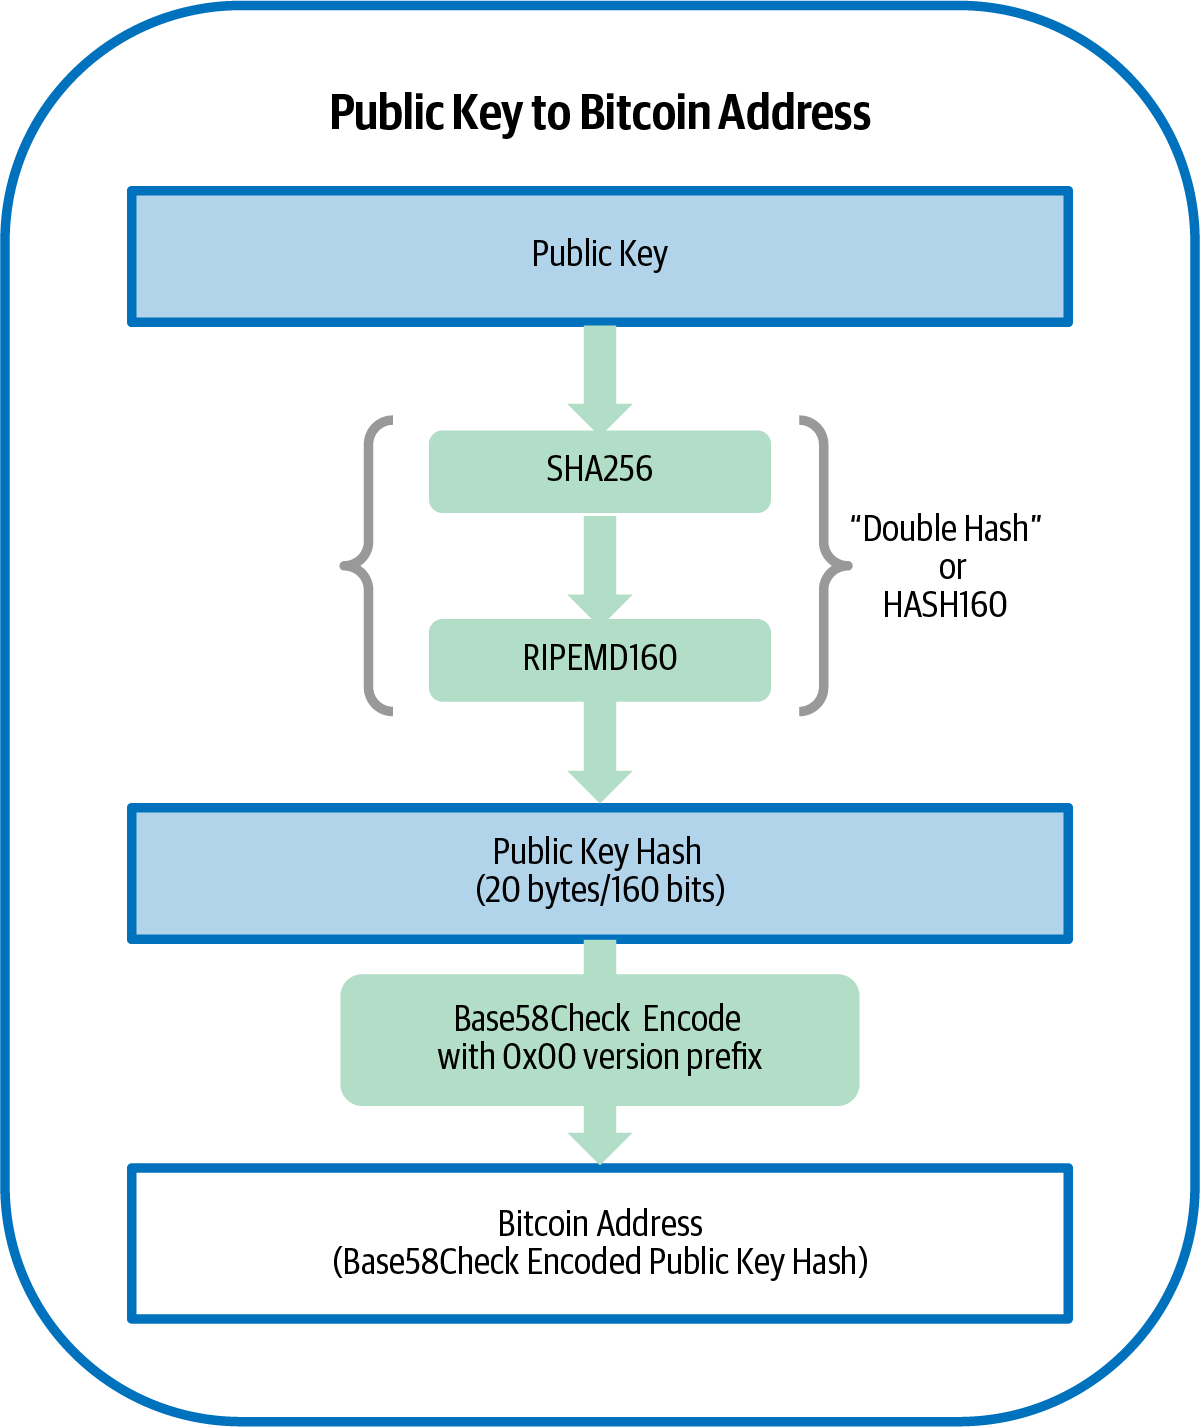 Public Key to Bitcoin Address
Public Key
SHA256
“Double Hash”
or
HASH160
RIPEMD160
Public Key Hash
(20 bytes/160 bits)
Base58Check Encode
with 0x00 version prefix
Bitcoin Address
(Base58Check Encoded Public Key Hash)